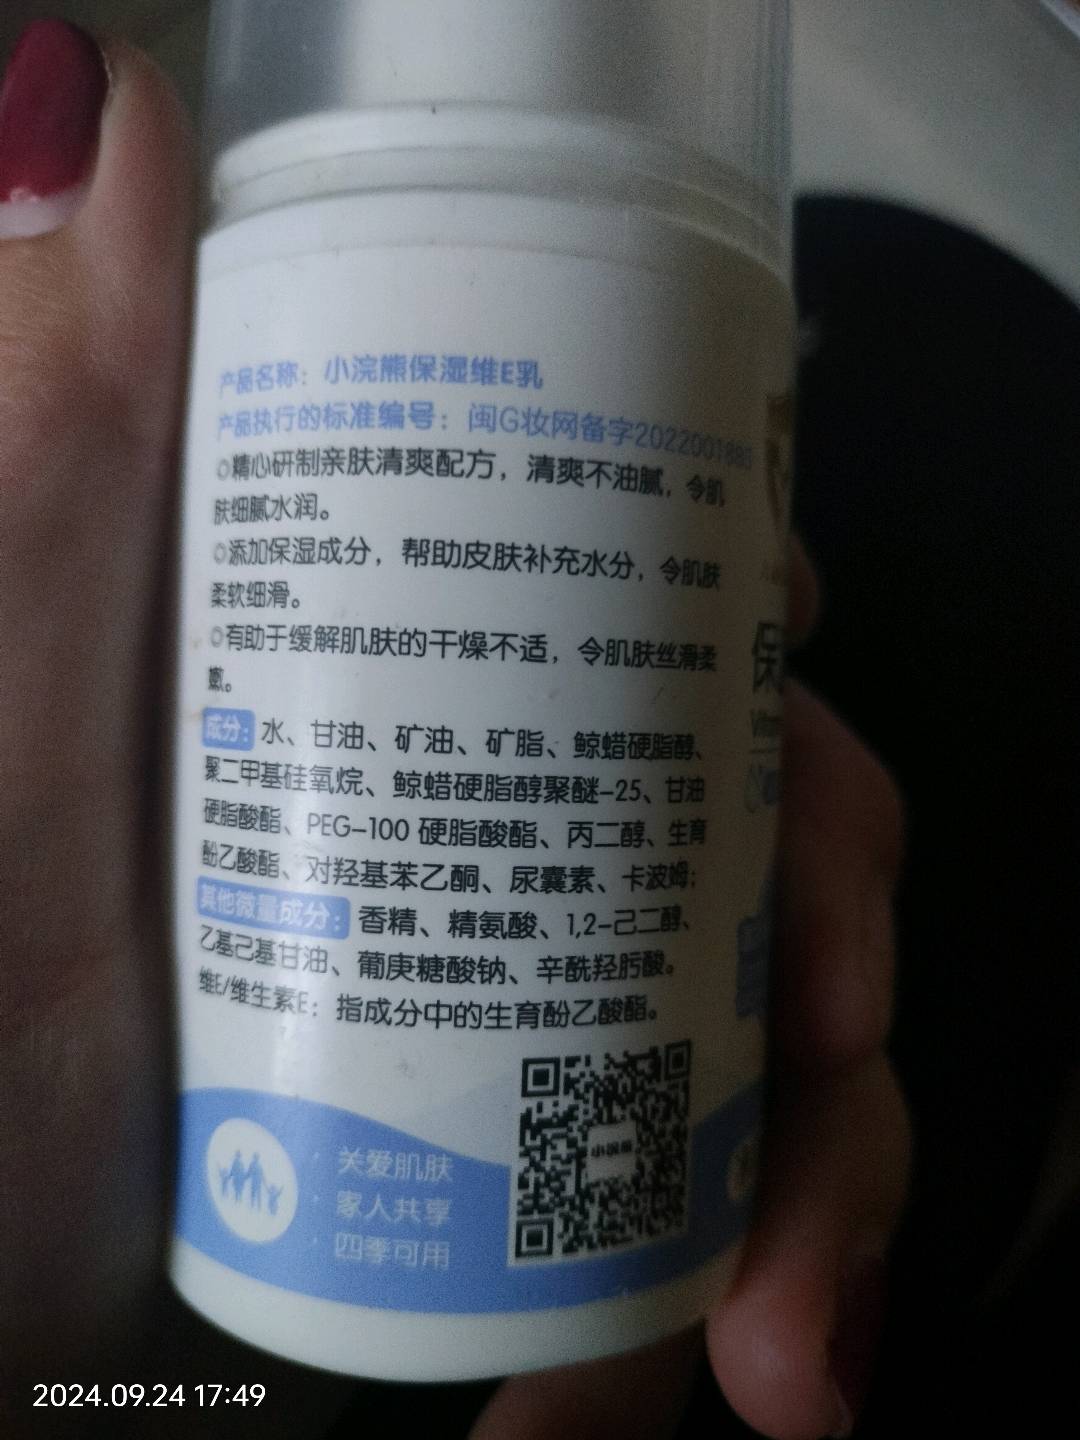 产品名称：小浣熊保湿维E乳
产品执行的标准编号：闽G妆网备字2022001883
○精心研制亲肤清爽配方，清爽不油腻，令肌
肤细腻水润。
○添加保湿成分，帮助皮肤补充水分，令肌肤
柔软细滑。
○有助于缓解肌肤的干燥不适，令肌肤丝滑柔
嫩。
成分：水、甘油、矿油、矿脂、鲸蜡硬脂醇、
聚二甲基硅氧烷、鲸蜡硬脂醇聚醚-25、甘油
硬脂酸酯、PEG-100 硬脂酸酯、丙二醇、生育
酚乙酸酯、对羟基苯乙酮、尿囊素、卡波姆；
其他微量成分：香精、精氨酸、1,2-己二醇、
乙基己基甘油、葡庚糖酸钠、辛酰羟肟酸。
维E/维生素E：指成分中的生育酚乙酸酯。
· 关爱肌肤
· 家人共享
· 四季可用
小浣熊
保
2024.09.24 17:49